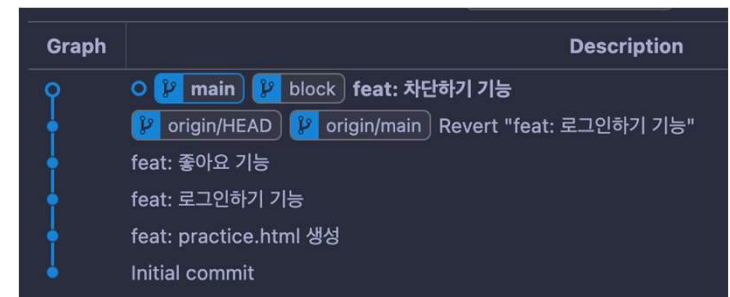 Graph Description
main block feat: 차단하기 기능
origin/HEAD origin/main Revert "feat: 로그인하기 기능"
feat: 좋아요 기능
feat: 로그인하기 기능
feat: practice.html 생성
Initial commit